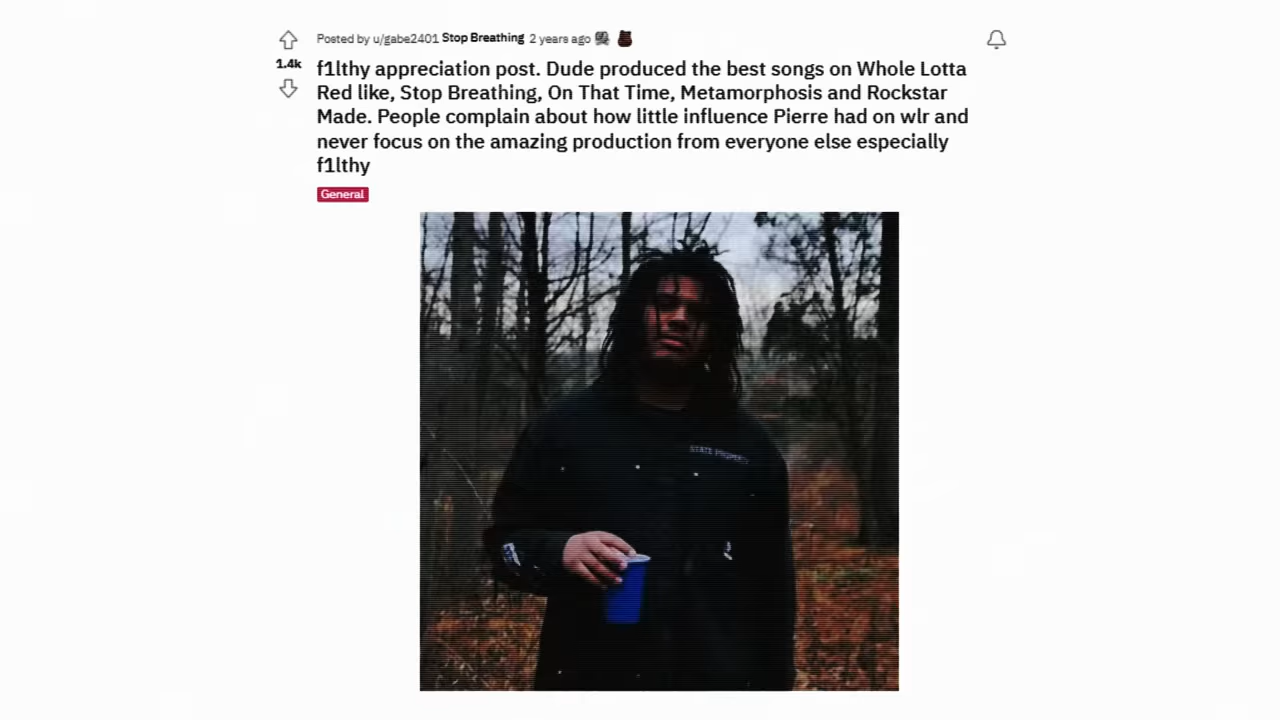 Posted by u/gabe2401 Stop Breathing 2 years ago
1.4k
f1lthy appreciation post. Dude produced the best songs on Whole Lotta
Red like, Stop Breathing, On That Time, Metamorphosis and Rockstar
Made. People complain about how little influence Pierre had on wlr and
never focus on the amazing production from everyone else especially
f1lthy
General
STATE PROPERTY